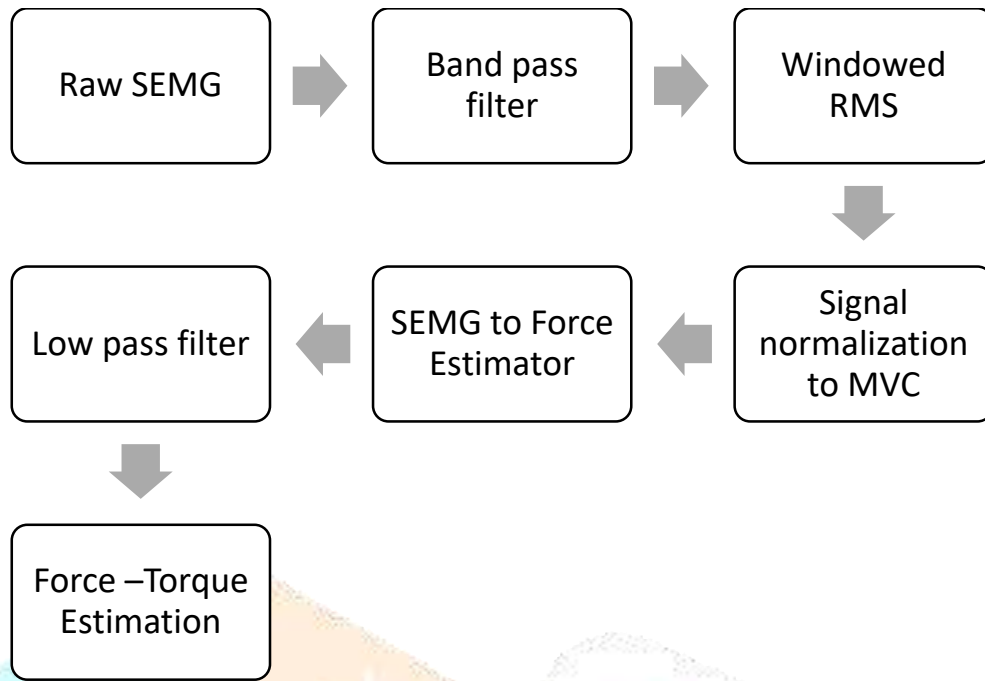 Raw SEMG
Band pass
filter
Windowed
RMS
Signal
normalization
to MVC
SEMG to Force
Estimator
Low pass filter
Force –Torque
Estimation